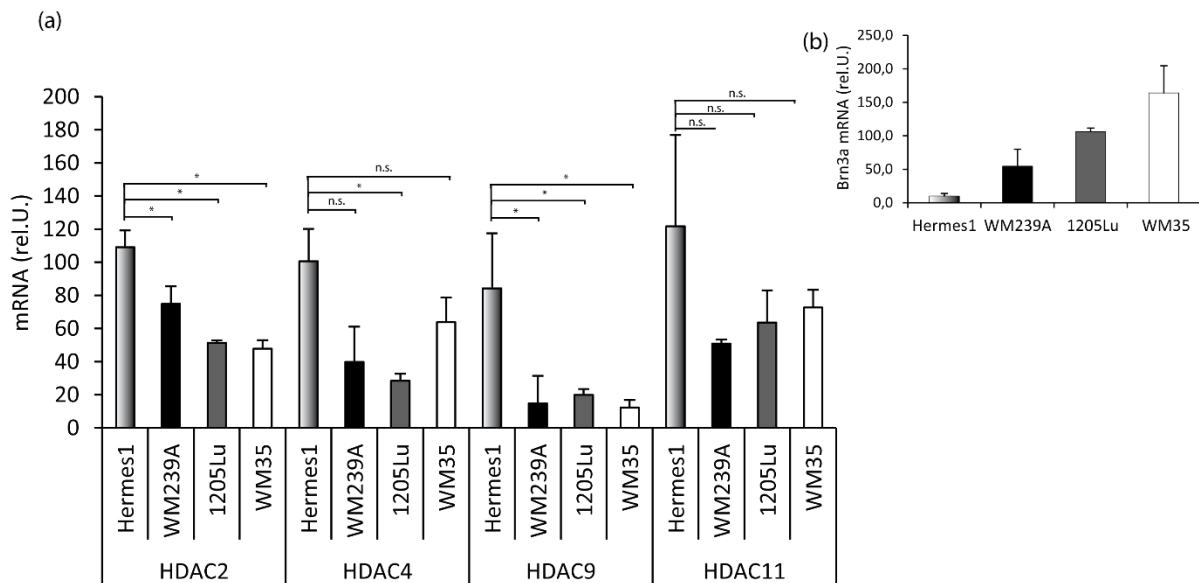 (a)
mRNA (rel.U.)
200
180
160
140
120
100
80
60
40
20
0
*
*
*
n.s.
*
n.s.
*
*
*
n.s.
n.s.
n.s.
Hermes1
WM239A
1205Lu
WM35
Hermes1
WM239A
1205Lu
WM35
Hermes1
WM239A
1205Lu
WM35
Hermes1
WM239A
1205Lu
WM35
HDAC2 HDAC4 HDAC9 HDAC11
(b)
Brn3a mRNA (rel.U.)
250,0
200,0
150,0
100,0
50,0
0,0
Hermes1 WM239A 1205Lu WM35